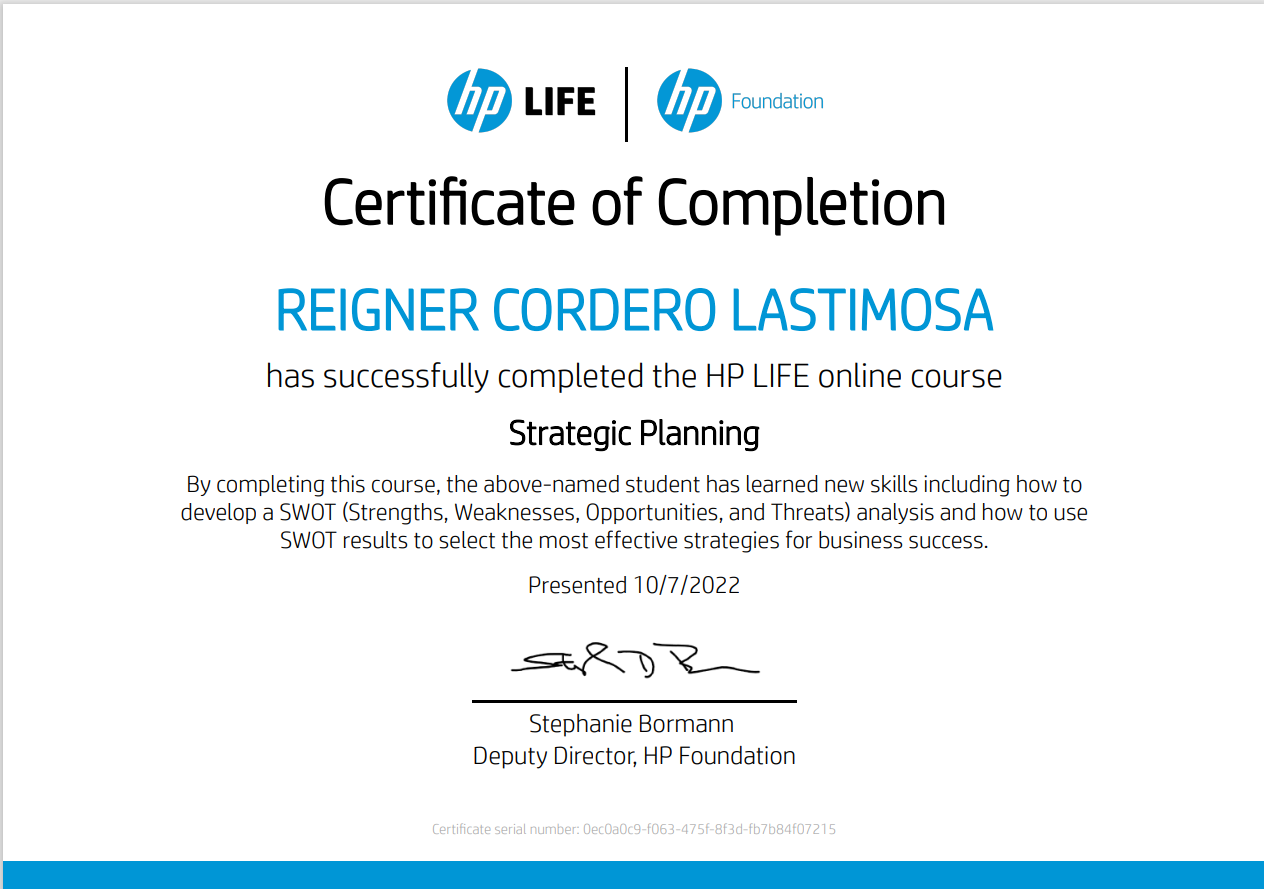 hp LIFE | hp Foundation
Certificate of Completion
REIGNER CORDERO LASTIMOSA
has successfully completed the HP LIFE online course
Strategic Planning
By completing this course, the above-named student has learned new skills including how to
develop a SWOT (Strengths, Weaknesses, Opportunities, and Threats) analysis and how to use
SWOT results to select the most effective strategies for business success.
Presented 10/7/2022
Stephanie Bormann
Deputy Director, HP Foundation
Certificate serial number: 0ec0a0c9-f063-475f-8f3d-fb7b84f07215